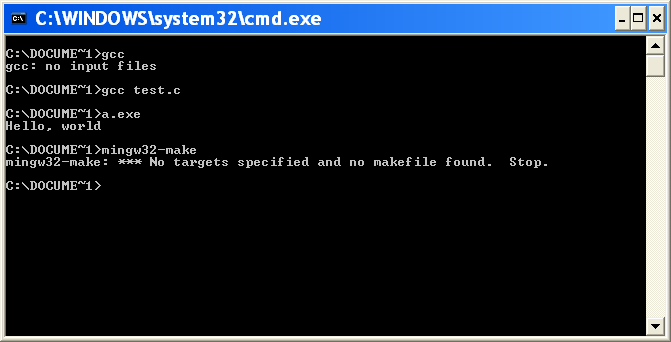 C:\WINDOWS\system32\cmd.exe
C:\DOCUME~1>gcc
gcc: no input files
C:\DOCUME~1>gcc test.c
C:\DOCUME~1>a.exe
Hello, world
C:\DOCUME~1>mingw32-make
mingw32-make: *** No targets specified and no makefile found.  Stop.
C:\DOCUME~1>